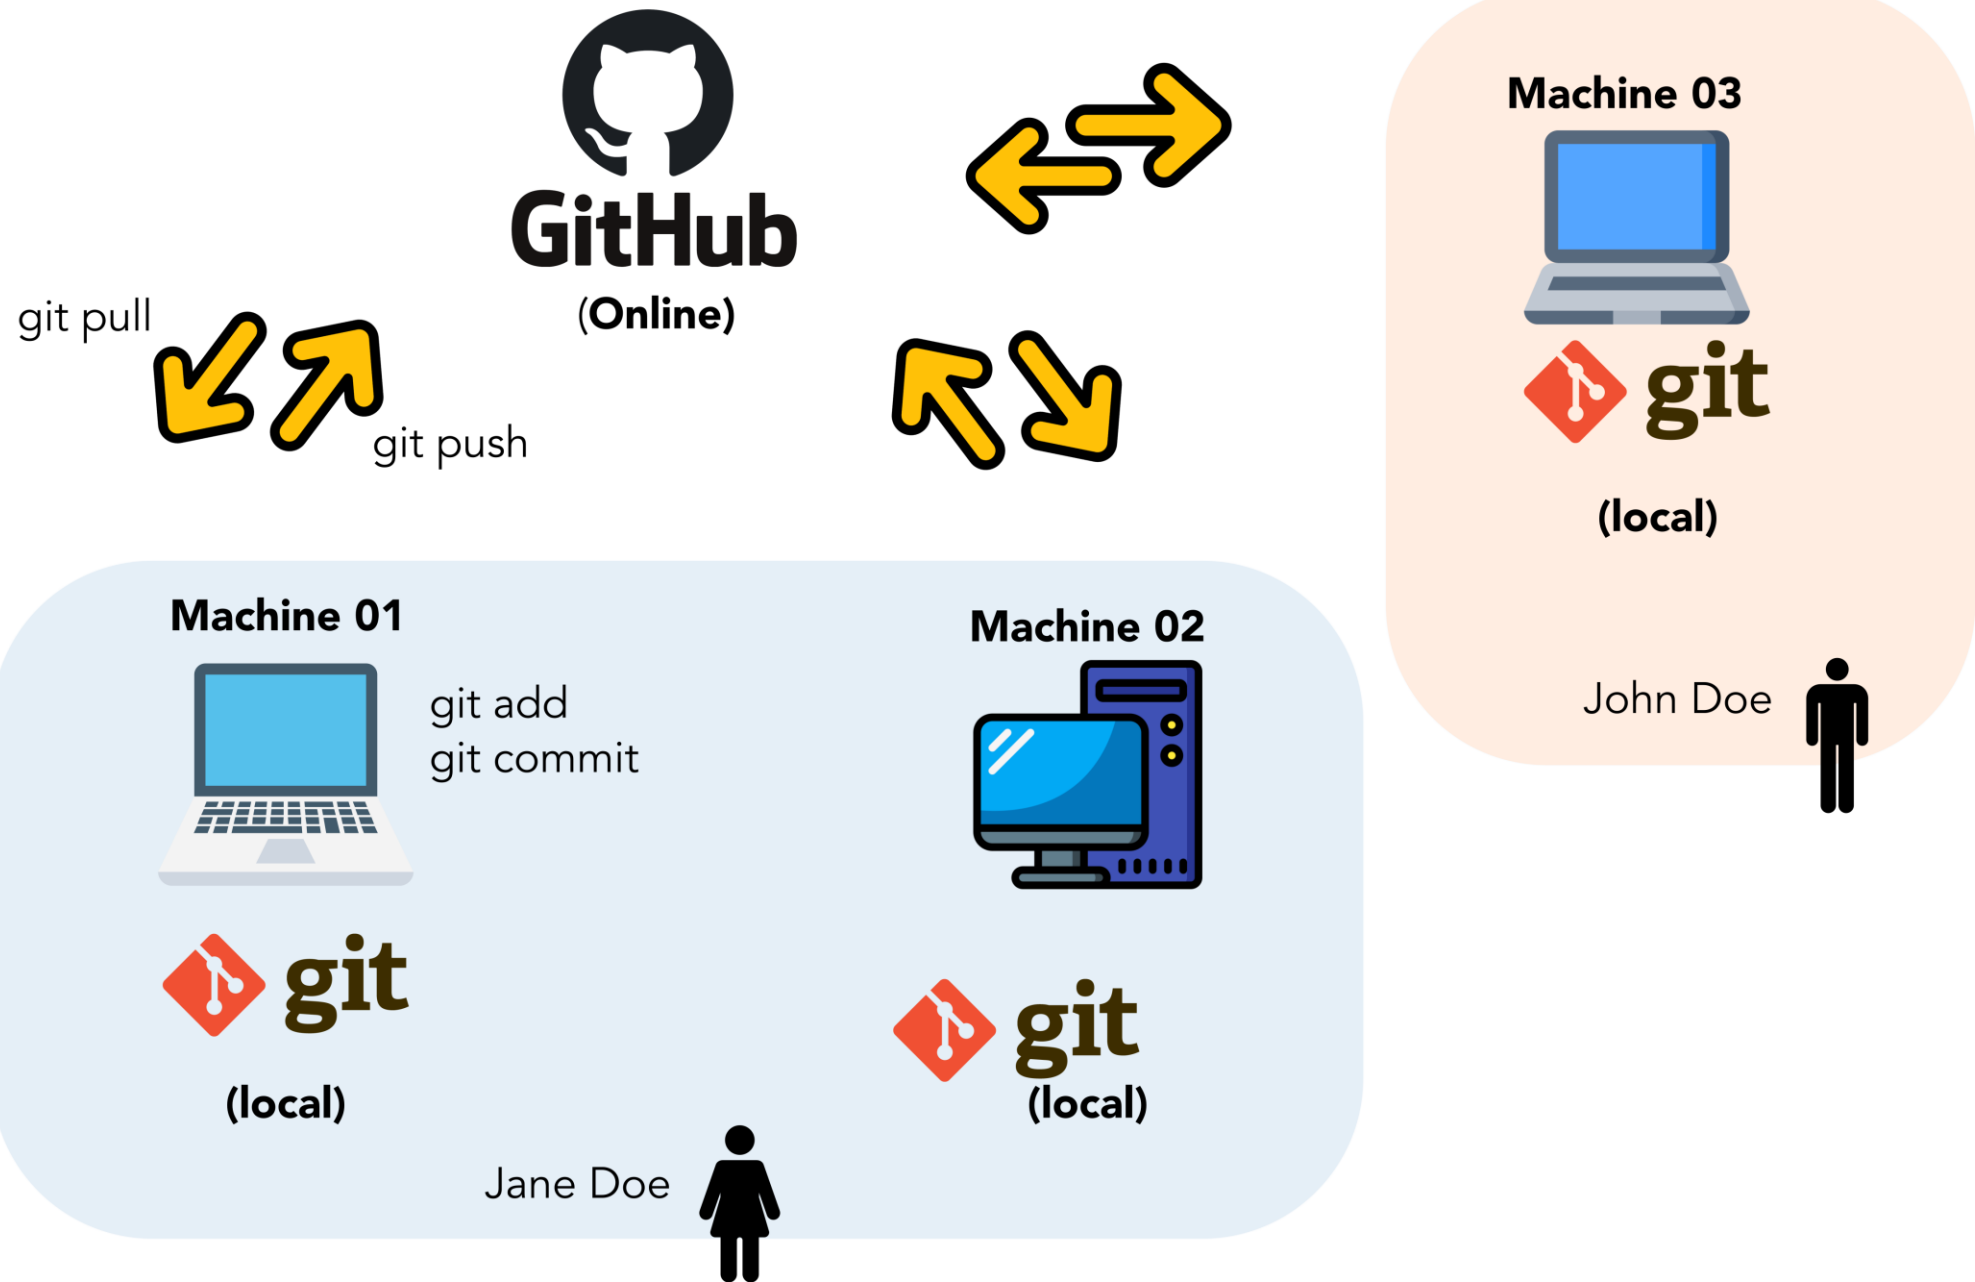 GitHub
(Online)
git pull
git push
Machine 03
git
(local)
John Doe
Machine 01
git add
git commit
git
(local)
Machine 02
git
(local)
Jane Doe